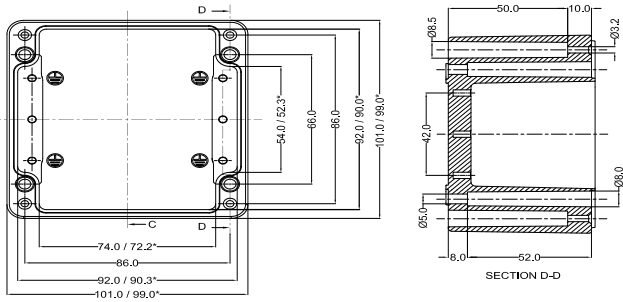 D
50.0
10.0
Ø8.5
Ø3.2
54.0 / 52.3*
66.0
86.0
92.0 / 90.0*
101.0 / 99.0*
42.0
Ø5.0
Ø8.0
C
D
74.0 / 72.2*
86.0
92.0 / 90.3*
101.0 / 99.0*
8.0
52.0
SECTION D-D